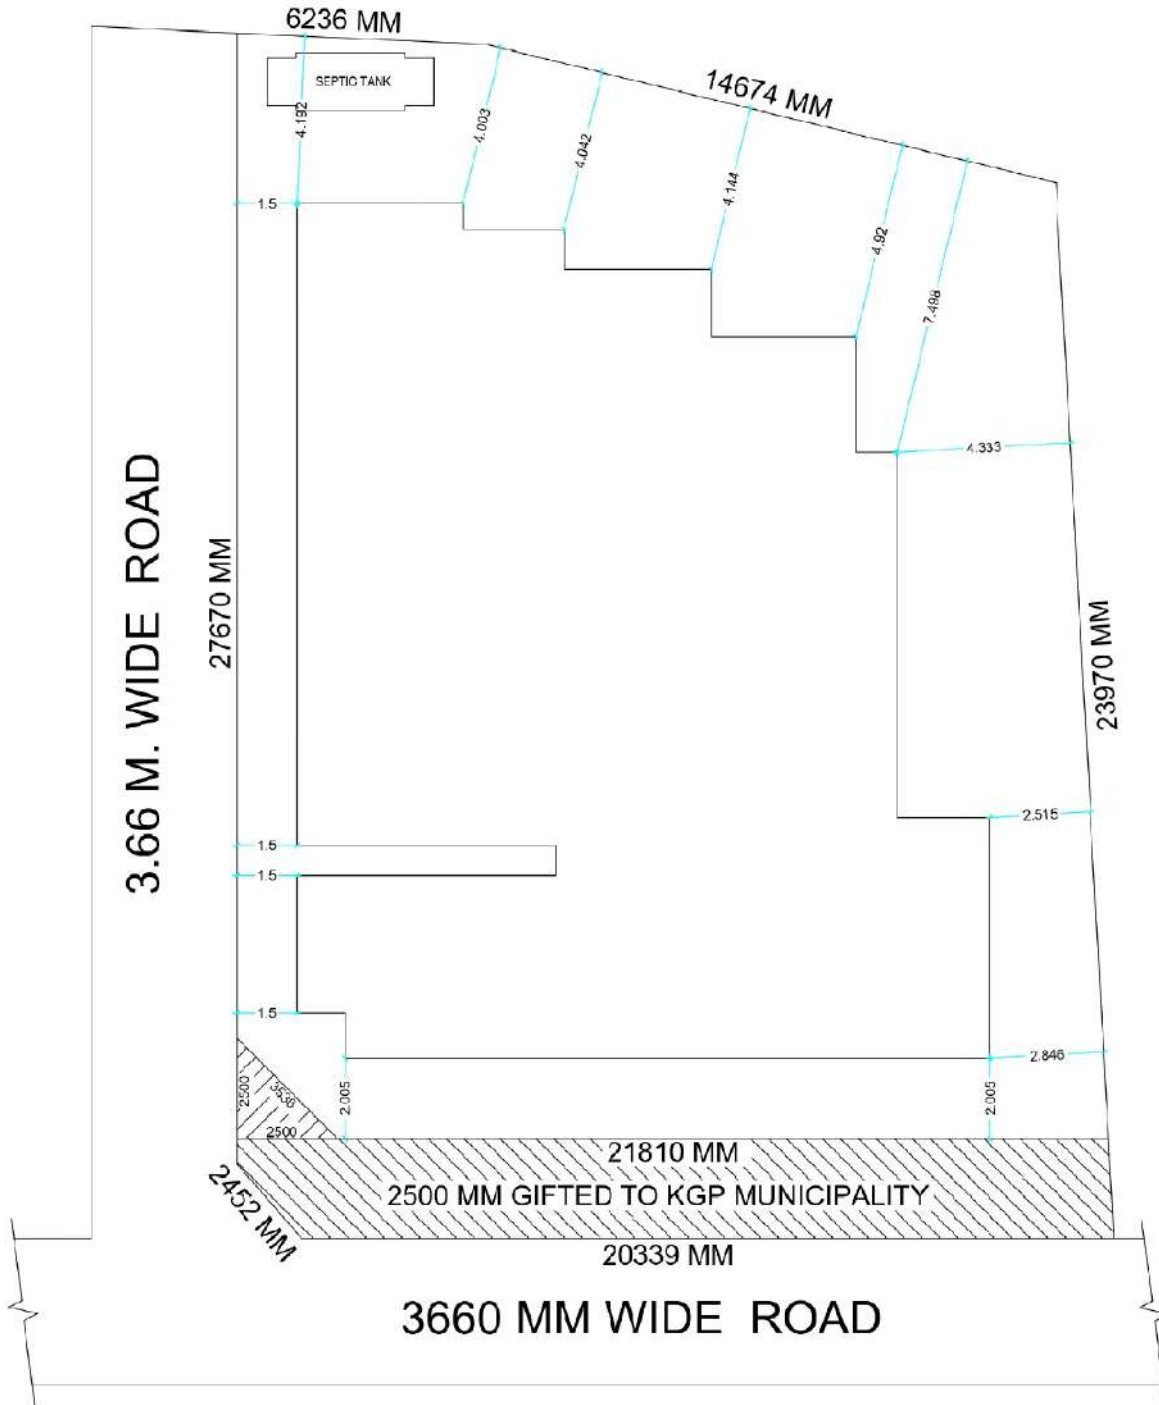 6236 MM
14674 MM
SEPTIC TANK
4.192
4.003
4.042
4.144
4.92
7.498
1.5
4.333
3.66 M. WIDE ROAD
27670 MM
23970 MM
2.515
1.5
1.5
1.5
2.846
2500
3536
2500
2.005
2.005
21810 MM
2452 MM
2500 MM GIFTED TO KGP MUNICIPALITY
20339 MM
3660 MM WIDE ROAD